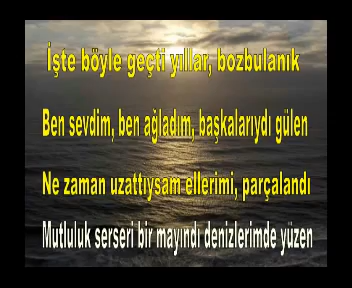 İşte böyle geçti yıllar, bozbulanık
Ben sevdim, ben ağladım, başkalarıydı gülen
Ne zaman uzattıysam ellerimi, parçalandı
Mutluluk serseri bir mayındı denizlerimde yüzen